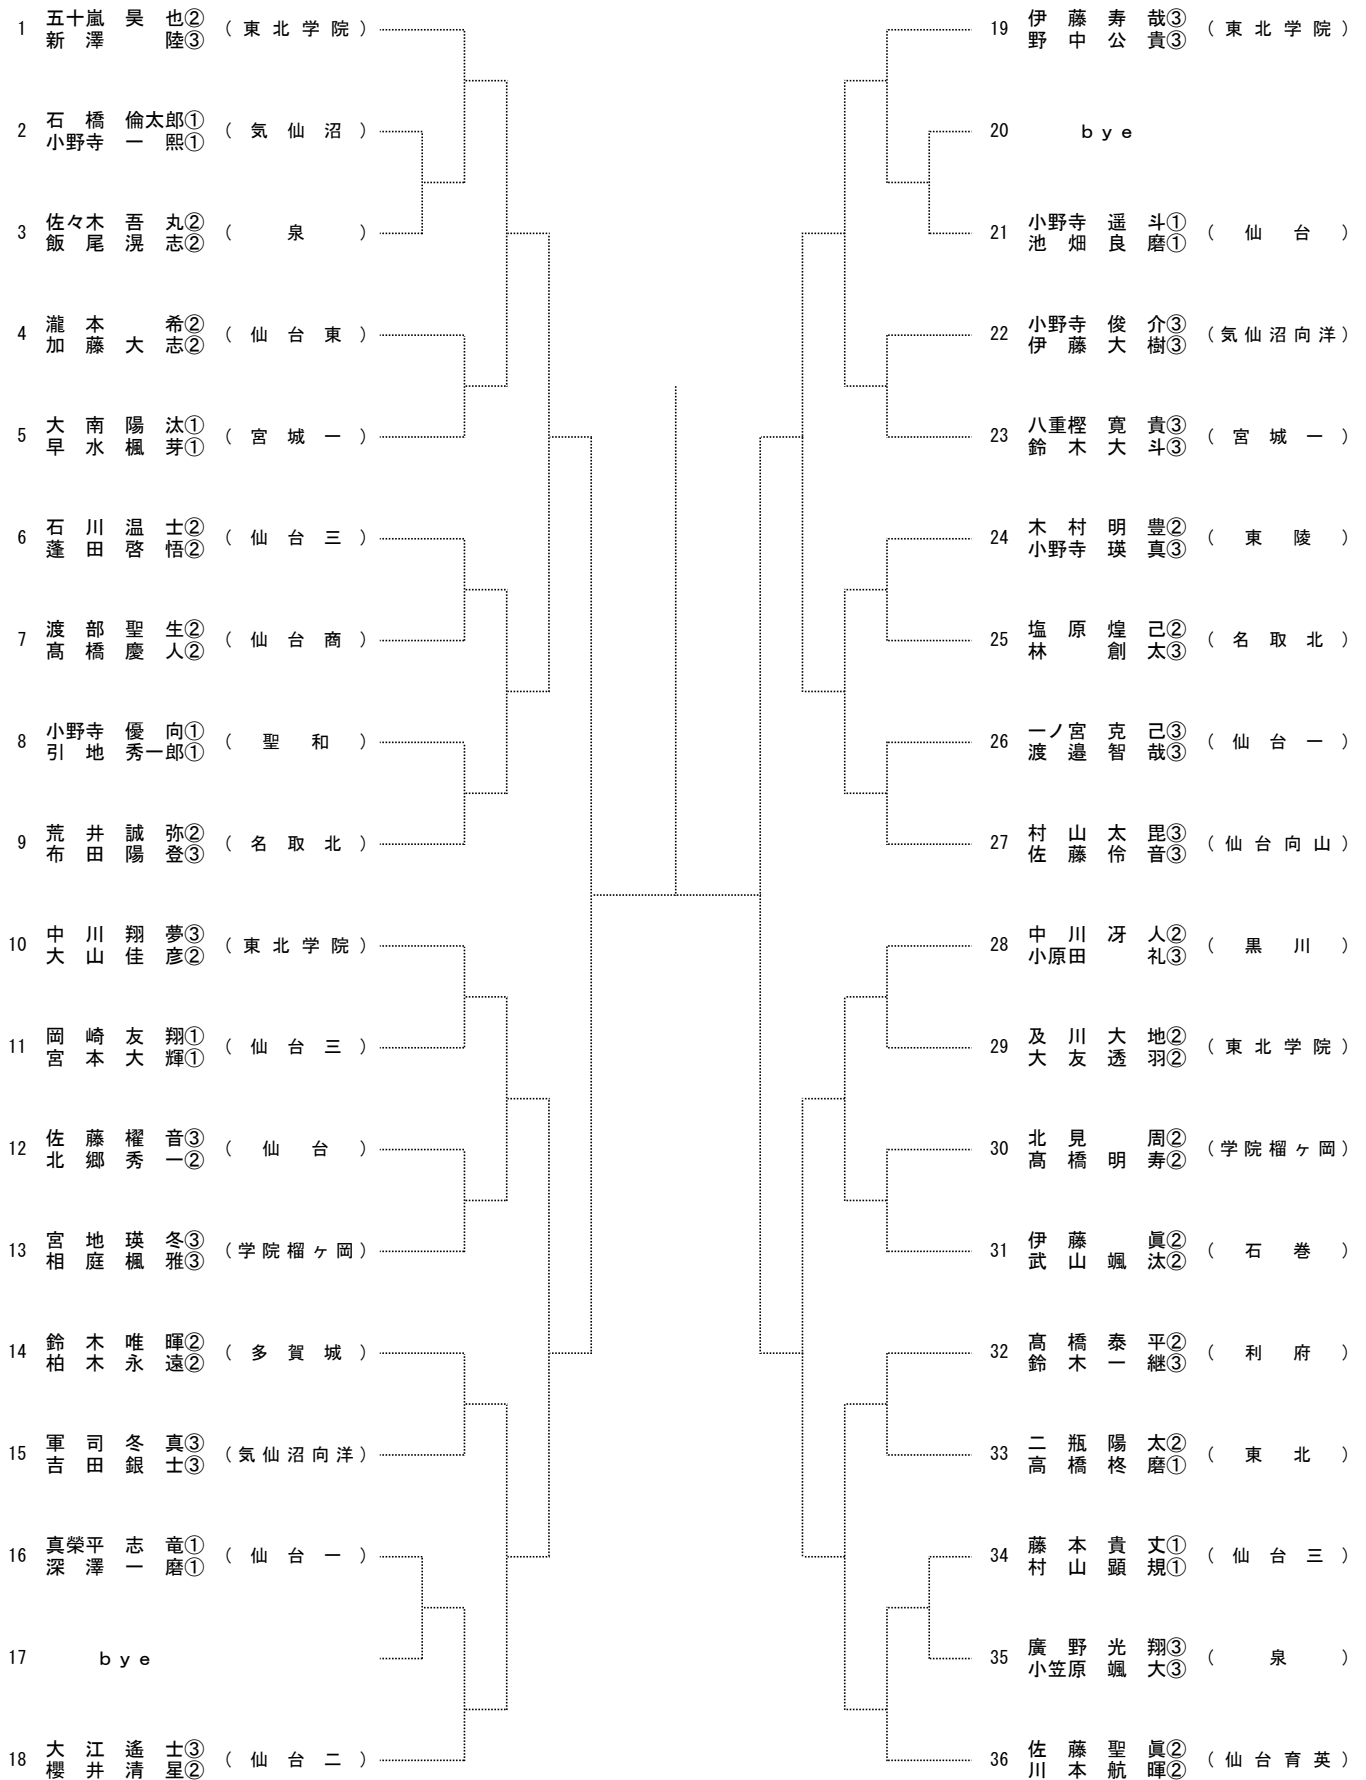 1 五十嵐 昊 也② (東北学院)
新 澤 陸③
2 石 橋 倫太郎① (気仙沼)
小野寺 一 熙①
3 佐々木 吾 丸② (泉)
飯 尾 滉 志②
4 瀧 本 希② (仙台東)
加 藤 大 志②
5 大 南 陽 汰① (宮城一)
早 水 楓 芽①
6 石 川 温 士② (仙台三)
蓬 田 啓 悟②
7 渡 部 聖 生② (仙台商)
髙 橋 慶 人②
8 小野寺 優 向① (聖和)
引 地 秀一郎①
9 荒 井 誠 弥② (名取北)
布 田 陽 登③
10 中 川 翔 夢③ (東北学院)
大 山 佳 彦②
11 岡 崎 友 翔① (仙台三)
宮 本 大 輝①
12 佐 藤 櫂 音③ (仙台)
北 郷 秀 一②
13 宮 地 瑛 冬③ (学院榴ヶ岡)
相 庭 楓 雅③
14 鈴 木 唯 暉② (多賀城)
柏 木 永 遠②
15 軍 司 冬 真③ (気仙沼向洋)
吉 田 銀 士③
16 真榮平 志 竜① (仙台一)
深 澤 一 磨①
17 bye
18 大 江 遙 士③ (仙台二)
櫻 井 清 星②
19 伊 藤 寿 哉③ (東北学院)
野 中 公 貴③
20 bye
21 小野寺 遥 斗① (仙台)
池 畑 良 磨①
22 小野寺 俊 介③ (気仙沼向洋)
伊 藤 大 樹③
23 八重樫 寛 貴③ (宮城一)
鈴 木 大 斗③
24 木 村 明 豊② (東陵)
小野寺 瑛 真③
25 塩 原 煌 己② (名取北)
林 創 太③
26 一ノ宮 克 己③ (仙台一)
渡 邉 智 哉③
27 村 山 太 毘③ (仙台向山)
佐 藤 伶 音③
28 中 川 冴 人② (黒川)
小原田 礼③
29 及 川 大 地② (東北学院)
大 友 透 羽②
30 北 見 周② (学院榴ヶ岡)
髙 橋 明 寿②
31 伊 藤 眞② (石巻)
武 山 颯 汰②
32 髙 橋 泰 平② (利府)
鈴 木 一 継③
33 二 瓶 陽 太② (東北)
高 橋 柊 磨①
34 藤 本 貴 丈① (仙台三)
村 山 顕 規①
35 廣 野 光 翔③ (泉)
小笠原 颯 大③
36 佐 藤 聖 眞② (仙台育英)
川 本 航 暉②